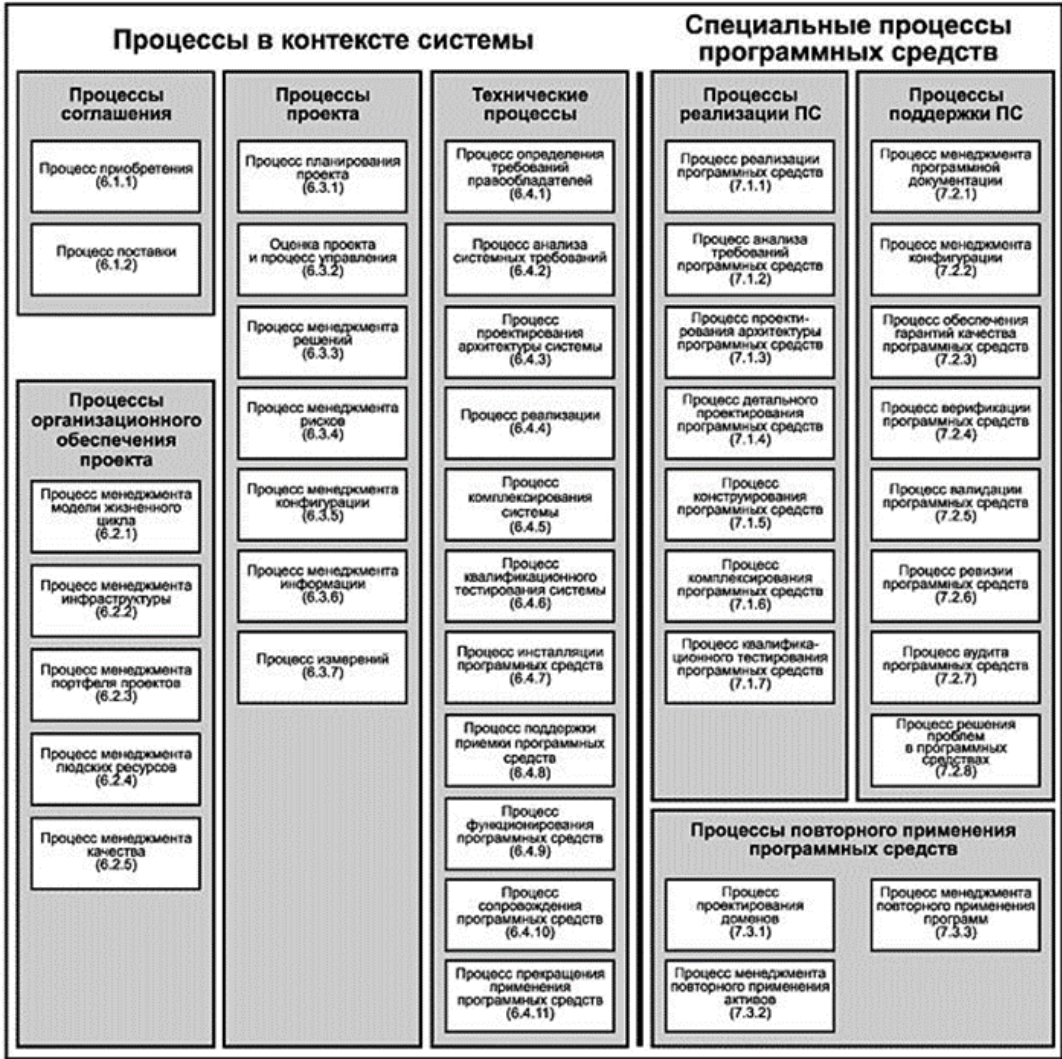 Процессы в контексте системы
Специальные процессы
программных средств
Процессы
соглашения
Процесс приобретения
(6.1.1)
Процесс поставки
(6.1.2)
Процессы
организационного
обеспечения
проекта
Процесс менеджмента
модели жизненного
цикла
(6.2.1)
Процесс менеджмента
инфраструктуры
(6.2.2)
Процесс менеджмента
портфеля проектов
(6.2.3)
Процесс менеджмента
людских ресурсов
(6.2.4)
Процесс менеджмента
качества
(6.2.5)
Процессы
проекта
Процесс планирования
проекта
(6.3.1)
Оценка проекта
и процесс управления
(6.3.2)
Процесс менеджмента
решений
(6.3.3)
Процесс менеджмента
рисков
(6.3.4)
Процесс менеджмента
конфигурации
(6.3.5)
Процесс менеджмента
информации
(6.3.6)
Процесс измерений
(6.3.7)
Технические
процессы
Процесс определения
требований
правообладателей
(6.4.1)
Процесс анализа
системных требований
(6.4.2)
Процесс
проектирования
архитектуры системы
(6.4.3)
Процесс реализации
(6.4.4)
Процесс
комплексирования
системы
(6.4.5)
Процесс
квалификационного
тестирования системы
(6.4.6)
Процесс инсталляции
программных средств
(6.4.7)
Процесс поддержки
приемки программных
средств
(6.4.8)
Процесс
функционирования
программных средств
(6.4.9)
Процесс
сопровождения
программных средств
(6.4.10)
Процесс прекращения
применения
программных средств
(6.4.11)
Процессы
реализации ПС
Процесс реализации
программных средств
(7.1.1)
Процесс анализа
требований
программных средств
(7.1.2)
Процесс проекти-
рования архитектуры
программных средств
(7.1.3)
Процесс детального
проектирования
программных средств
(7.1.4)
Процесс
конструирования
программных средств
(7.1.5)
Процесс
комплексирования
программных средств
(7.1.6)
Процесс квалифика-
ционного тестирования
программных средств
(7.1.7)
Процессы
поддержки ПС
Процесс менеджмента
программной
документации
(7.2.1)
Процесс менеджмента
конфигурации
(7.2.2)
Процесс обеспечения
гарантий качества
программных средств
(7.2.3)
Процесс верификации
программных средств
(7.2.4)
Процесс валидации
программных средств
(7.2.5)
Процесс ревизии
программных средств
(7.2.6)
Процесс аудита
программных средств
(7.2.7)
Процесс решения
проблем
в программных
средствах
(7.2.8)
Процессы повторного применения
программных средств
Процесс
проектирования
доменов
(7.3.1)
Процесс менеджмента
повторного применения
активов
(7.3.2)
Процесс менеджмента
повторного применения
программ
(7.3.3)